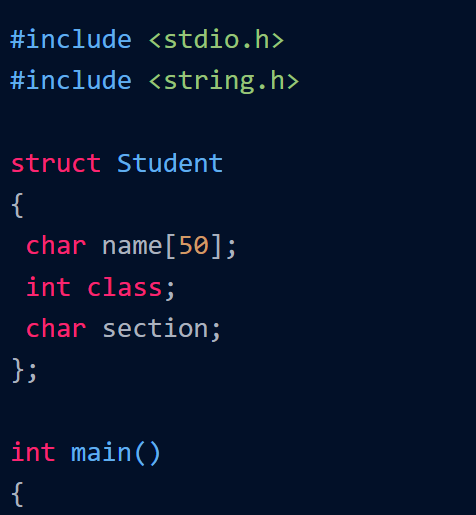 #include <stdio.h>
#include <string.h>
struct Student
{
char name[50];
int class;
char section;
};
int main()
{